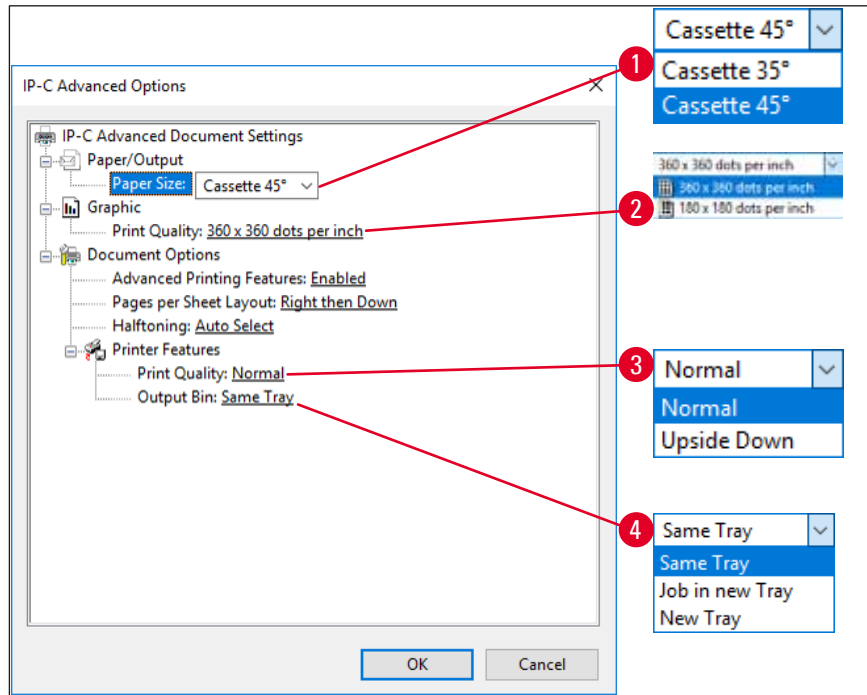 IP-C Advanced Options
IP-C Advanced Document Settings
Paper/Output
Paper Size: Cassette 45°
Graphic
Print Quality: 360 x 360 dots per inch
Document Options
Advanced Printing Features: Enabled
Pages per Sheet Layout: Right then Down
Halftoning: Auto Select
Printer Features
Print Quality: Normal
Output Bin: Same Tray
OK
Cancel
1
Cassette 45°
Cassette 35°
Cassette 45°
2
360 x 360 dots per inch
360 x 360 dots per inch
180 x 180 dots per inch
3
Normal
Normal
Upside Down
4
Same Tray
Same Tray
Job in new Tray
New Tray